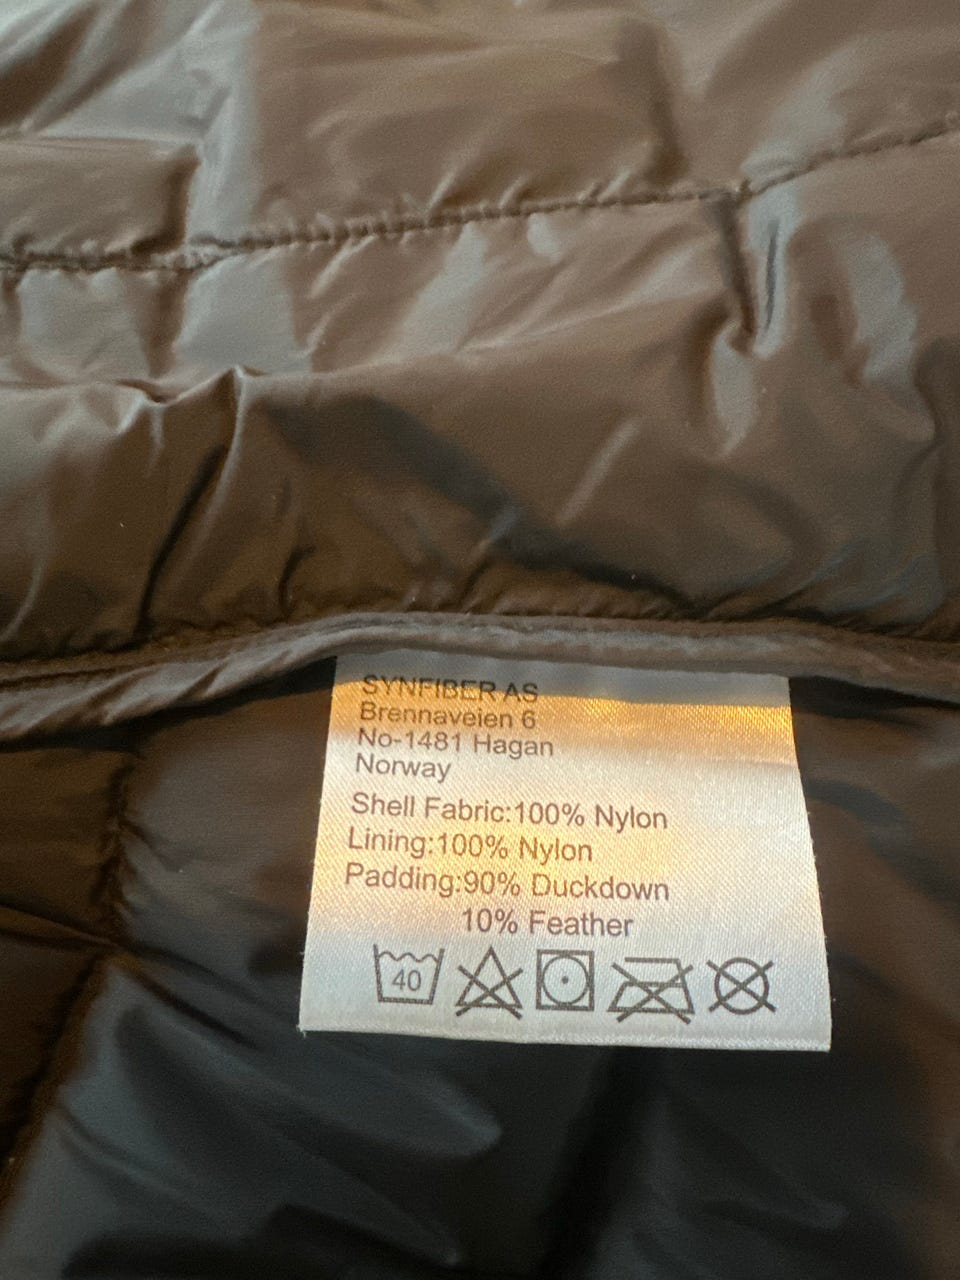 SYNFIBER AS
Brennaveien 6
No-1481 Hagan
Norway
Shell Fabric:100% Nylon
Lining:100% Nylon
Padding:90% Duckdown
10% Feather
40